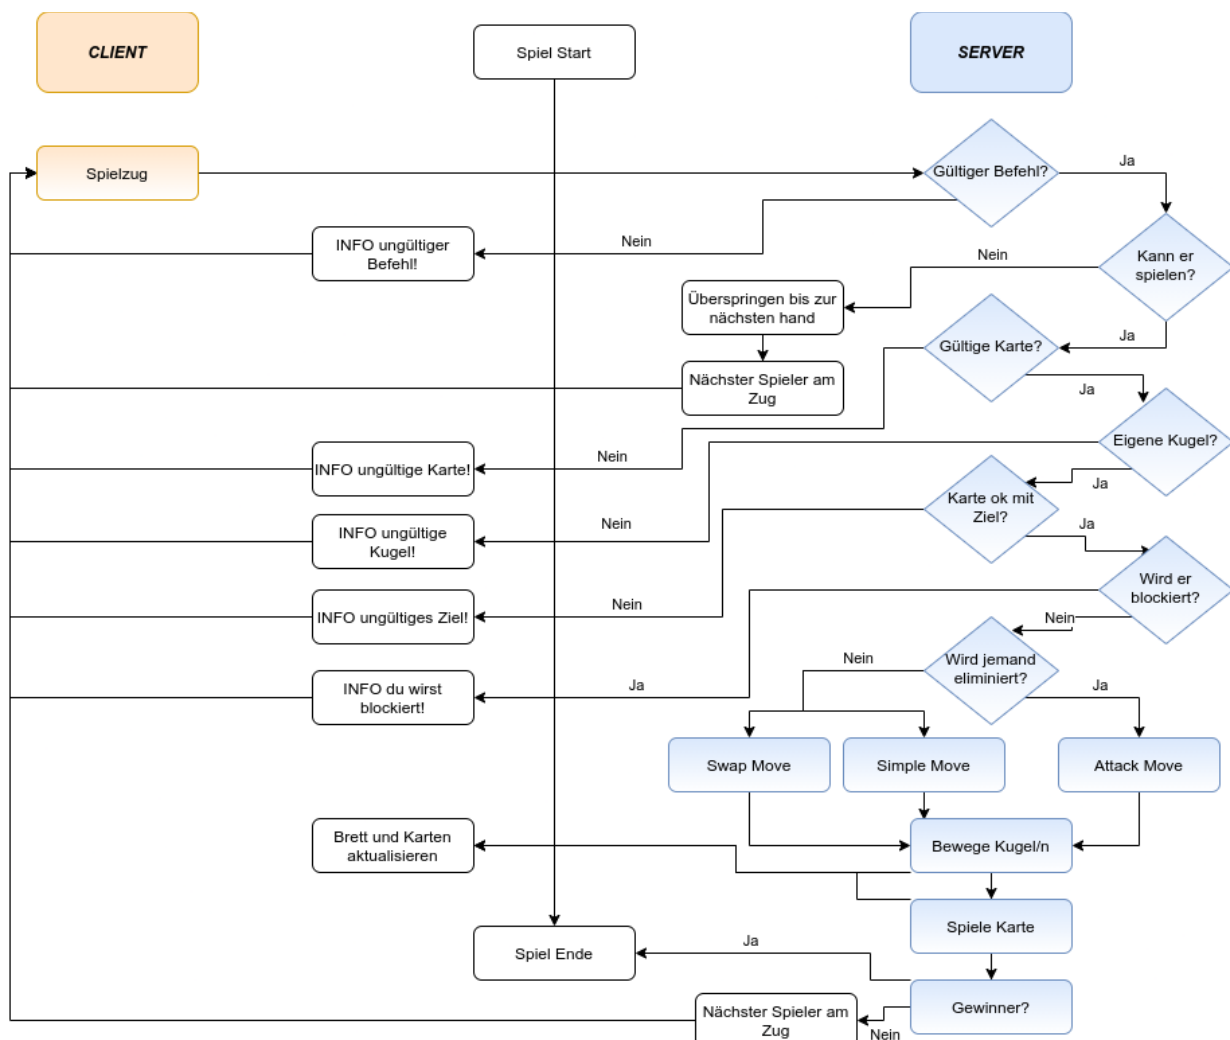 CLIENT
Spiel Start
SERVER
Spielzug
Gültiger Befehl?
Ja
INFO ungültiger
Befehl!
Nein
Nein
Kann er
spielen?
Überspringen bis zur
nächsten hand
Gültige Karte?
Ja
Nächster Spieler am
Zug
Ja
INFO ungültige Karte!
Nein
Eigene Kugel?
Ja
Karte ok mit
Ziel?
INFO ungültige
Kugel!
Nein
Ja
Wird er
blockiert?
INFO ungültiges Ziel!
Nein
Nein
Wird jemand
eliminiert?
Nein
Ja
INFO du wirst
blockiert!
Ja
Swap Move
Simple Move
Attack Move
Brett und Karten
aktualisieren
Bewege Kugel/n
Spiele Karte
Spiel Ende
Ja
Gewinner?
Nächster Spieler am
Zug
Nein